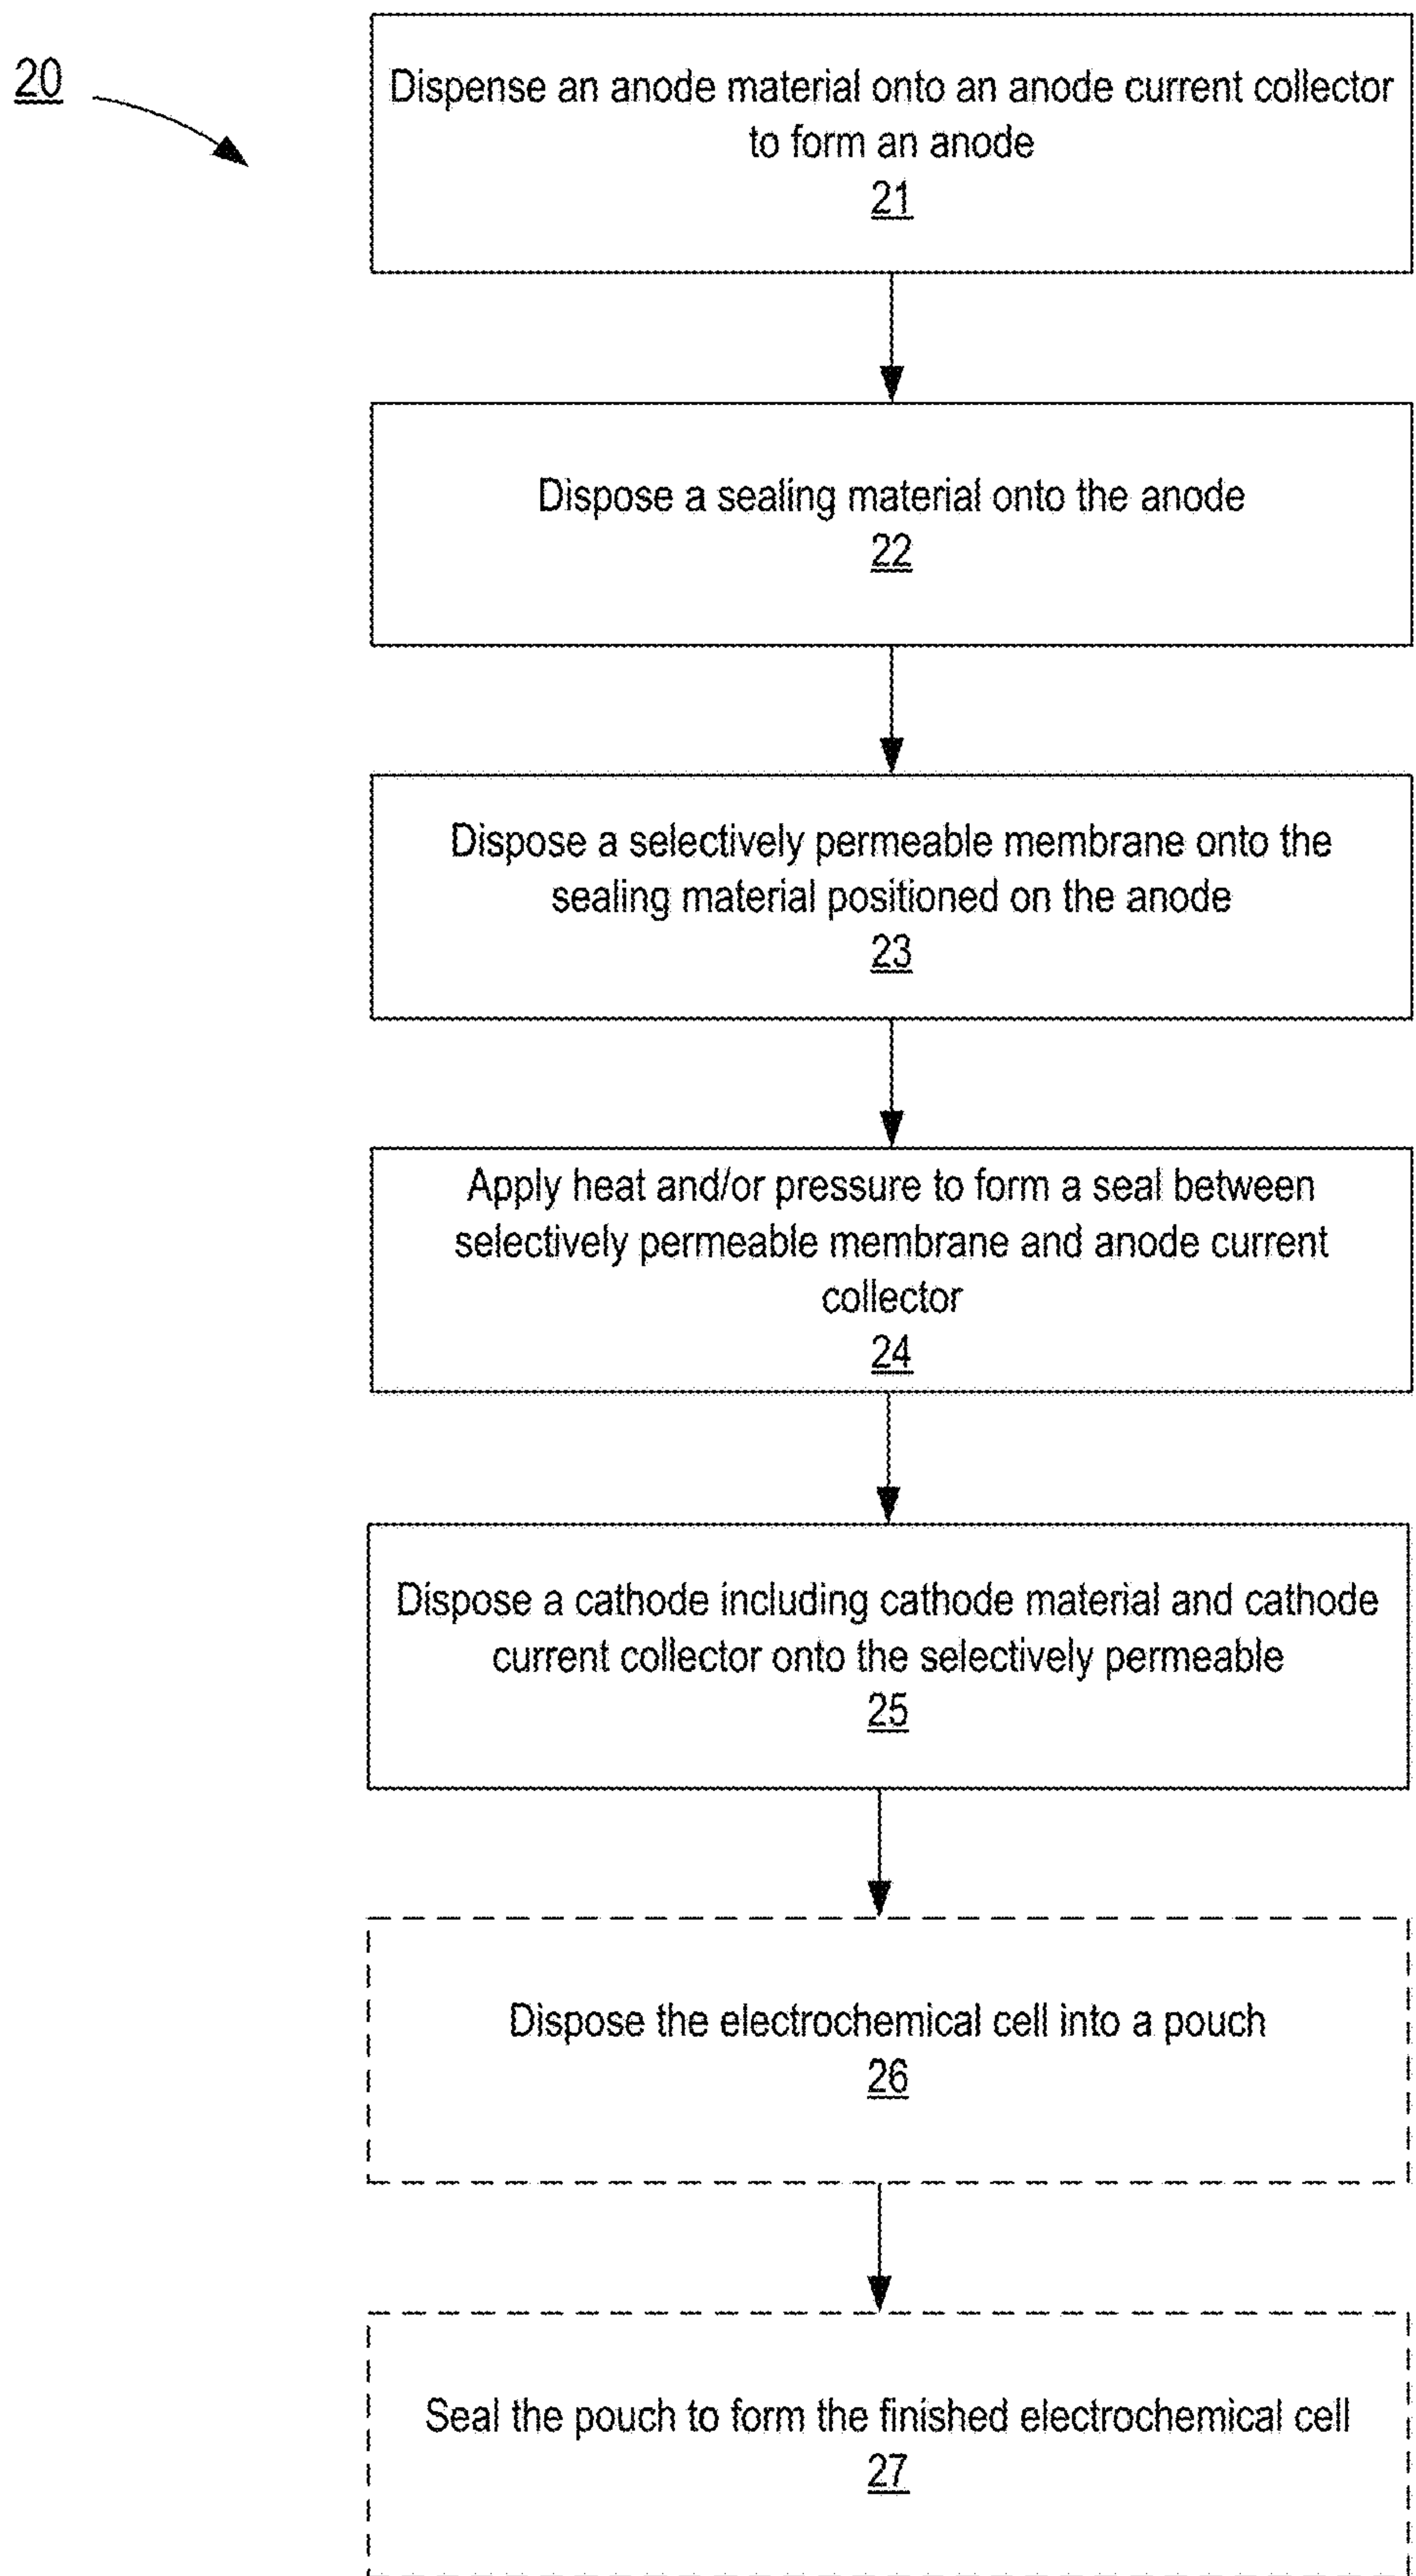 20
Dispense an anode material onto an anode current collector
to form an anode
21
Dispose a sealing material onto the anode
22
Dispose a selectively permeable membrane onto the
sealing material positioned on the anode
23
Apply heat and/or pressure to form a seal between
selectively permeable membrane and anode current
collector
24
Dispose a cathode including cathode material and cathode
current collector onto the selectively permeable
25
Dispose the electrochemical cell into a pouch
26
Seal the pouch to form the finished electrochemical cell
27